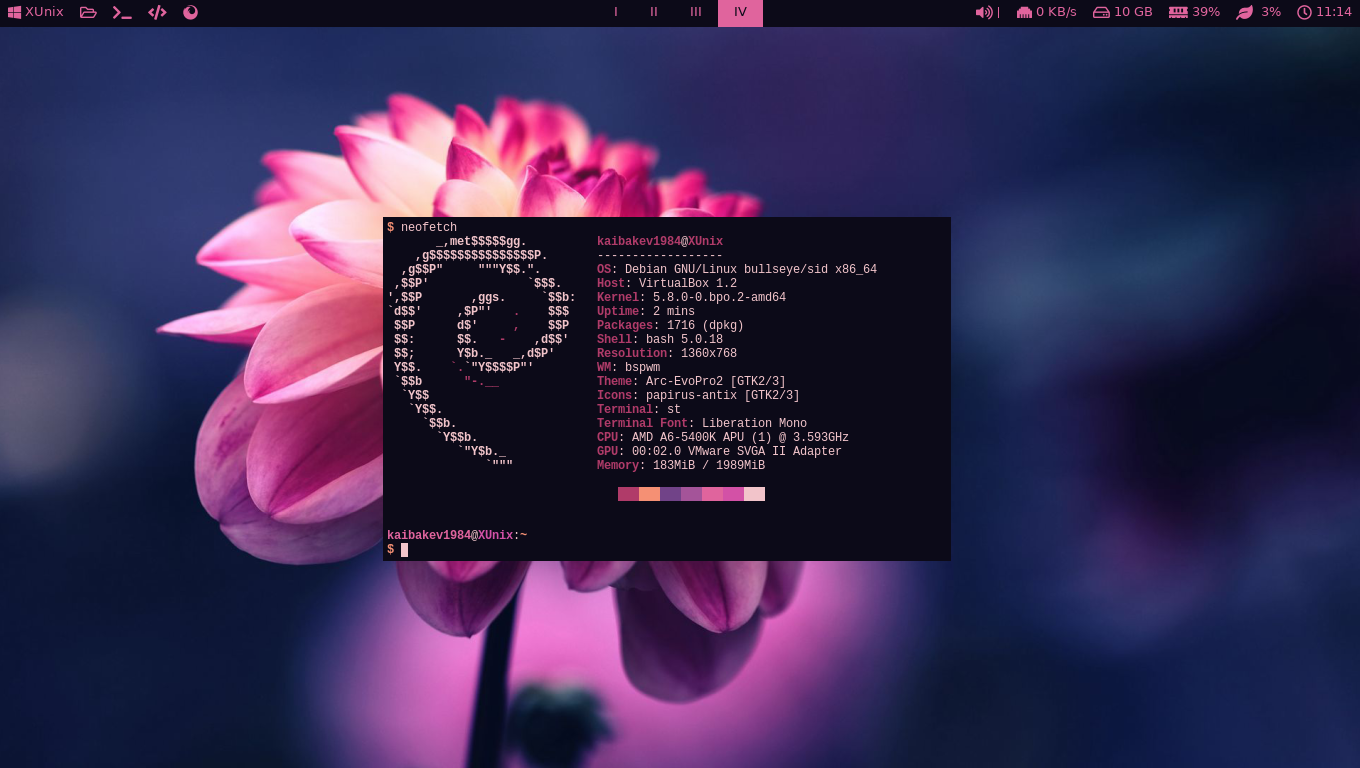 XUnix I II III IV | 0 KB/s 10 GB 39% 3% 11:14
$ neofetch
       _,met$$$$$gg.          kaibakev1984@XUnix
    ,g$$$$$$$$$$$$$$$P.       ------------------
  ,g$$P"     """Y$$.".        OS: Debian GNU/Linux bullseye/sid x86_64
 ,$$P'              `$$$.     Host: VirtualBox 1.2
',$$P       ,ggs.     `$$b:   Kernel: 5.8.0-0.bpo.2-amd64
`d$$'     ,$P"'   .    $$$    Uptime: 2 mins
 $$P      d$'     ,    $$P    Packages: 1716 (dpkg)
 $$:      $$.   -    ,d$$'    Shell: bash 5.0.18
 $$;      Y$b._   _,d$P'      Resolution: 1360x768
 Y$$.    `.`"Y$$$$P"'         WM: bspwm
 `$$b      "-.__              Theme: Arc-EvoPro2 [GTK2/3]
  `Y$$                        Icons: papirus-antix [GTK2/3]
   `Y$$.                      Terminal: st
     `$$b.                    Terminal Font: Liberation Mono
       `Y$$b.                 CPU: AMD A6-5400K APU (1) @ 3.593GHz
          `"Y$b._             GPU: 00:02.0 VMware SVGA II Adapter
              `"""            Memory: 183MiB / 1989MiB
kaibakev1984@XUnix:~
$